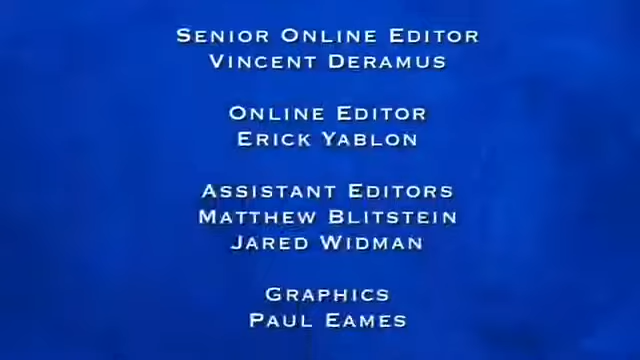 Senior Online Editor
Vincent Deramus
Online Editor
Erick Yablon
Assistant Editors
Matthew Blitstein
Jared Widman
Graphics
Paul Eames